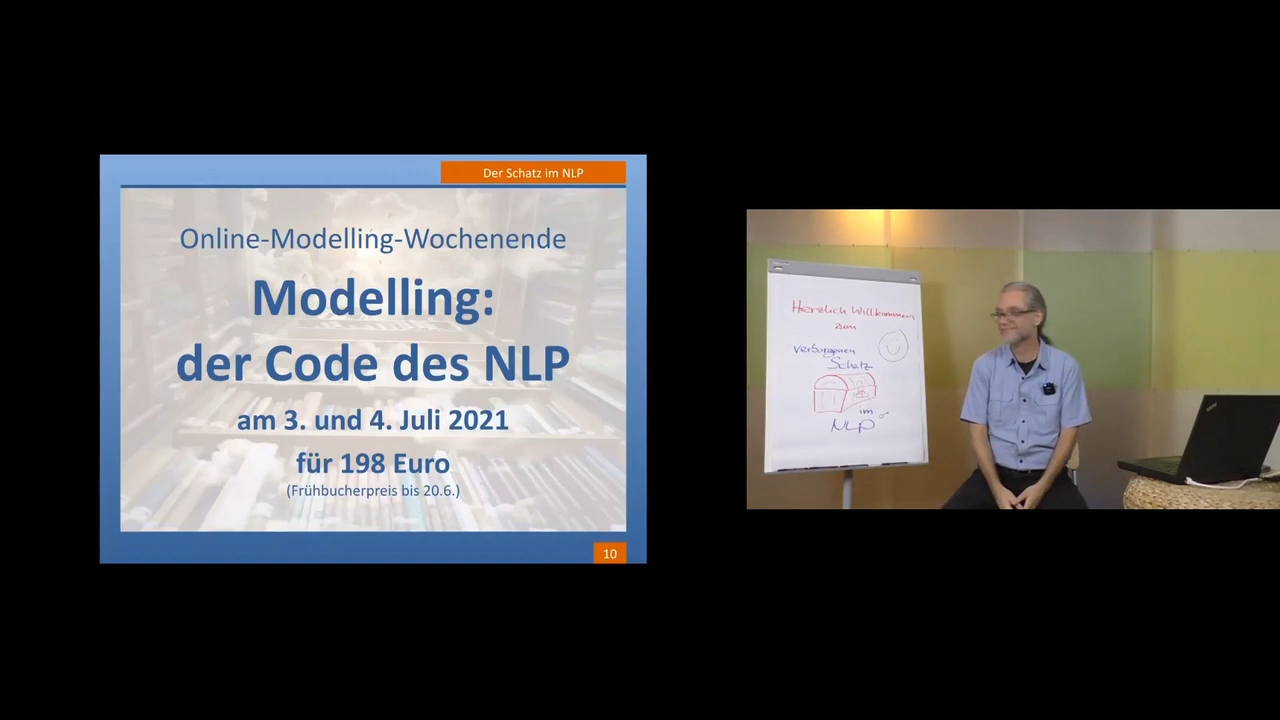 Der Schatz im NLP
Online-Modelling-Wochenende
Modelling:
der Code des NLP
am 3. und 4. Juli 2021
für 198 Euro
(Frühbucherpreis bis 20.6.)
10
Herzlich Willkommen
zum
verborgenen
Schatz
im
NLP